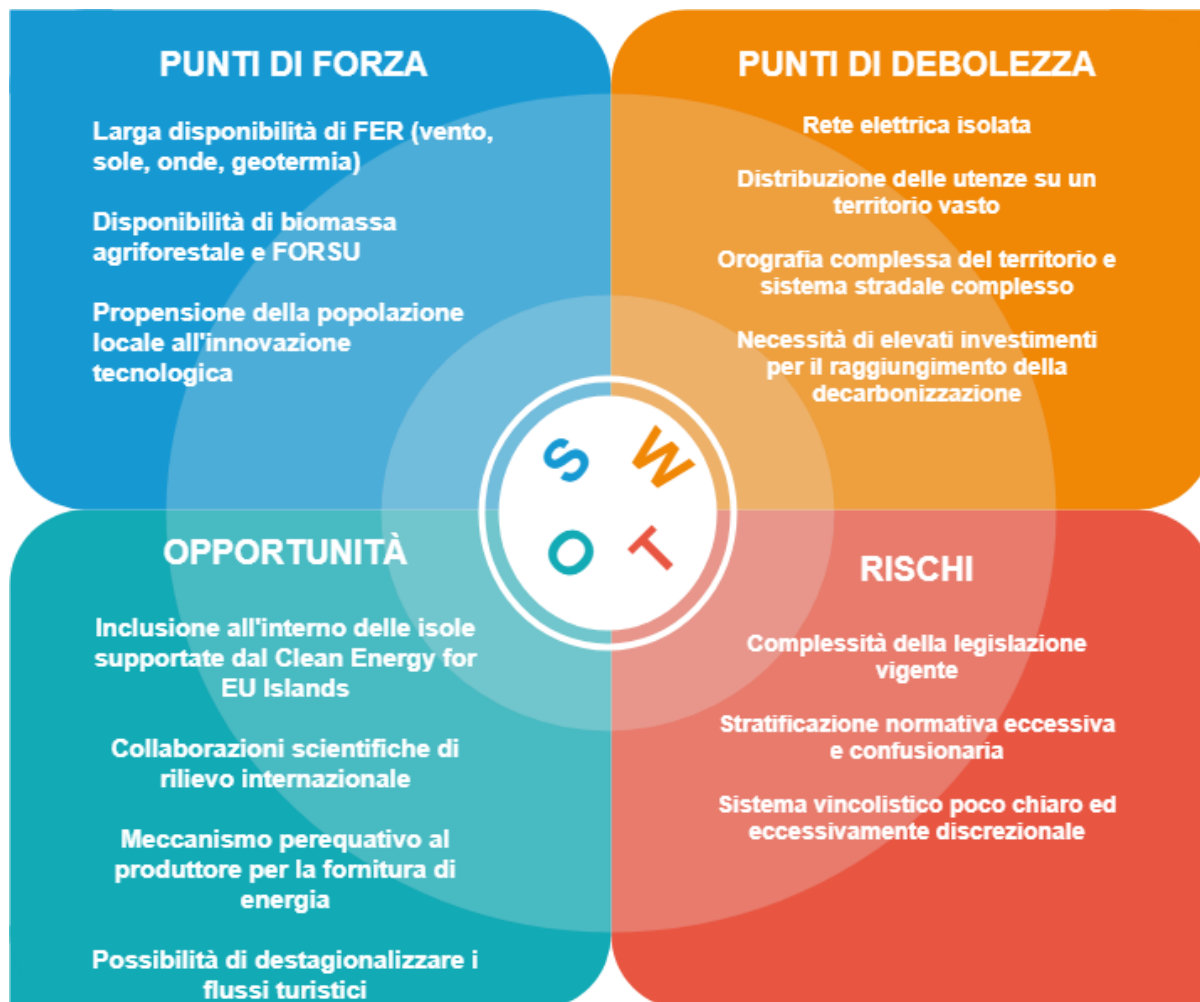 PUNTI DI FORZA
Larga disponibilità di FER (vento,
sole, onde, geotermia)
Disponibilità di biomassa
agriforestale e FORSU
Propensione della popolazione
locale all'innovazione
tecnologica
PUNTI DI DEBOLEZZA
Rete elettrica isolata
Distribuzione delle utenze su un
territorio vasto
Orografia complessa del territorio e
sistema stradale complesso
Necessità di elevati investimenti
per il raggiungimento della
decarbonizzazione
S W
O T
OPPORTUNITÀ
Inclusione all'interno delle isole
supportate dal Clean Energy for
EU Islands
Collaborazioni scientifiche di
rilievo internazionale
Meccanismo perequativo al
produttore per la fornitura di
energia
Possibilità di destagionalizzare i
flussi turistici
RISCHI
Complessità della legislazione
vigente
Stratificazione normativa eccessiva
e confusionaria
Sistema vincolistico poco chiaro ed
eccessivamente discrezionale